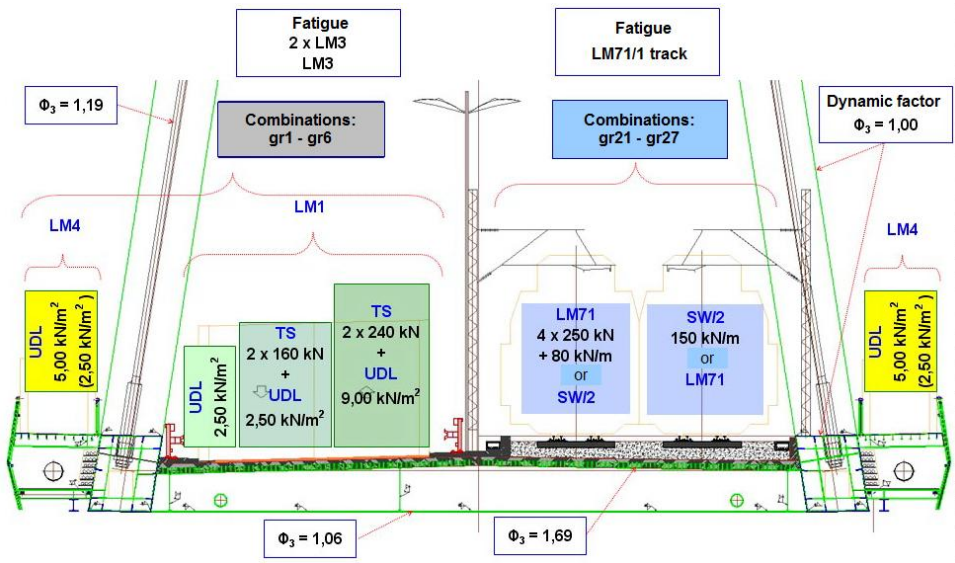 Fatigue
2 x LM3
LM3
Fatigue
LM71/1 track
Φ₃ = 1,19
Combinations:
gr1 - gr6
Combinations:
gr21 - gr27
Dynamic factor
Φ₃ = 1,00
LM4
LM1
LM4
UDL
5,00 kN/m²
(2,50 kN/m²)
UDL
2,50 kN/m²
TS
2 x 160 kN
+
UDL
2,50 kN/m²
TS
2 x 240 kN
+
UDL
9,00 kN/m²
LM71
4 x 250 kN
+ 80 kN/m
or
SW/2
SW/2
150 kN/m
or
LM71
UDL
5,00 kN/m²
(2,50 kN/m²)
Φ₃ = 1,06
Φ₃ = 1,69